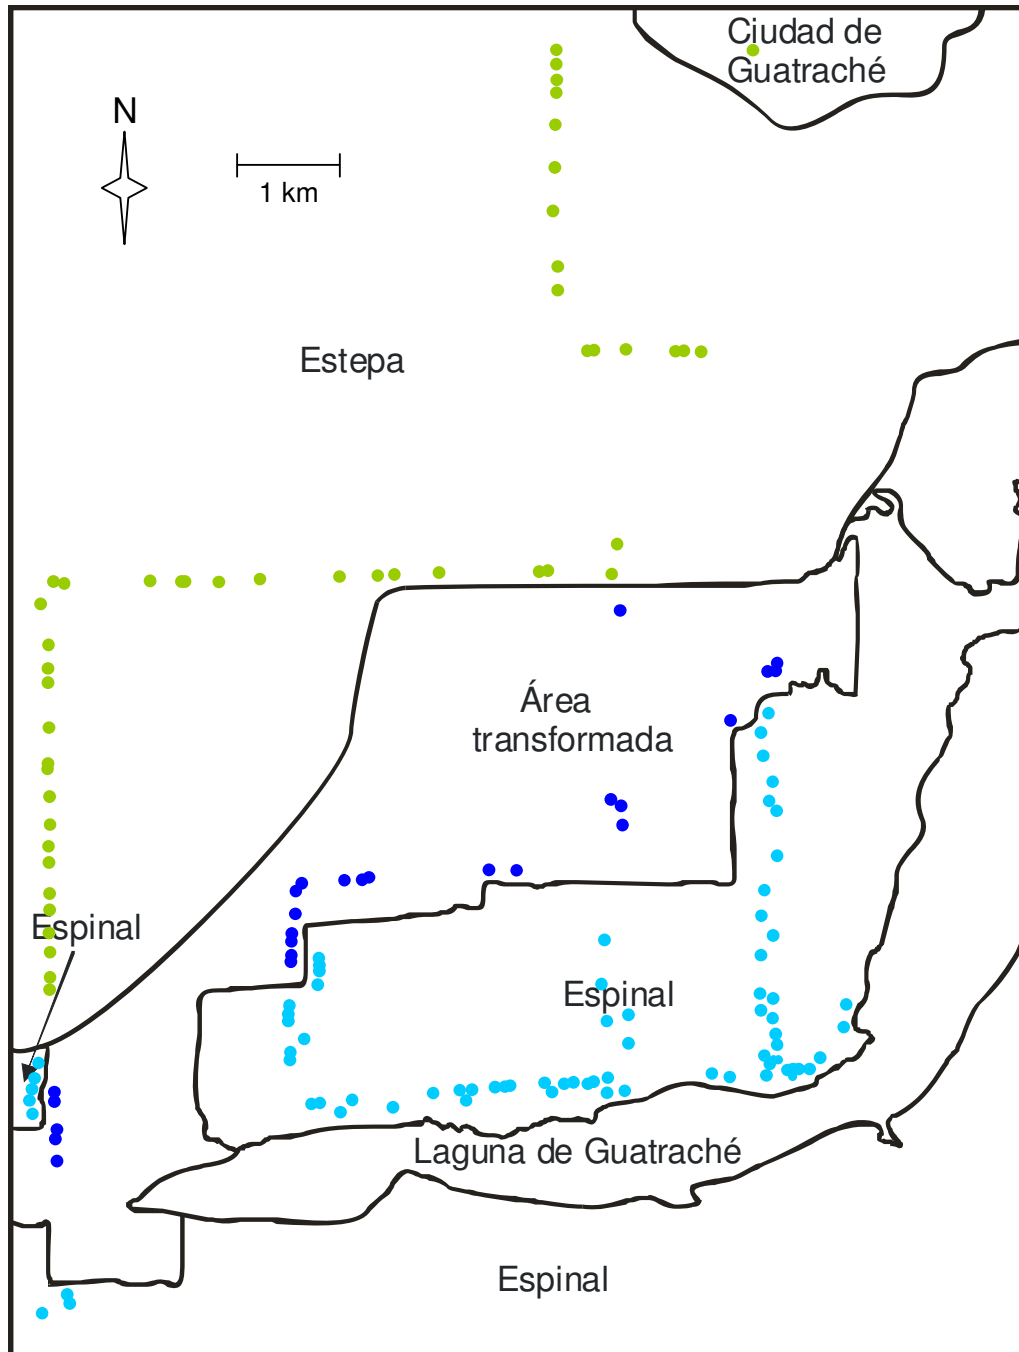 Ciudad de
Guatraché
N
1 km
Estepa
Área
transformada
Espinal
Espinal
Laguna de Guatraché
Espinal